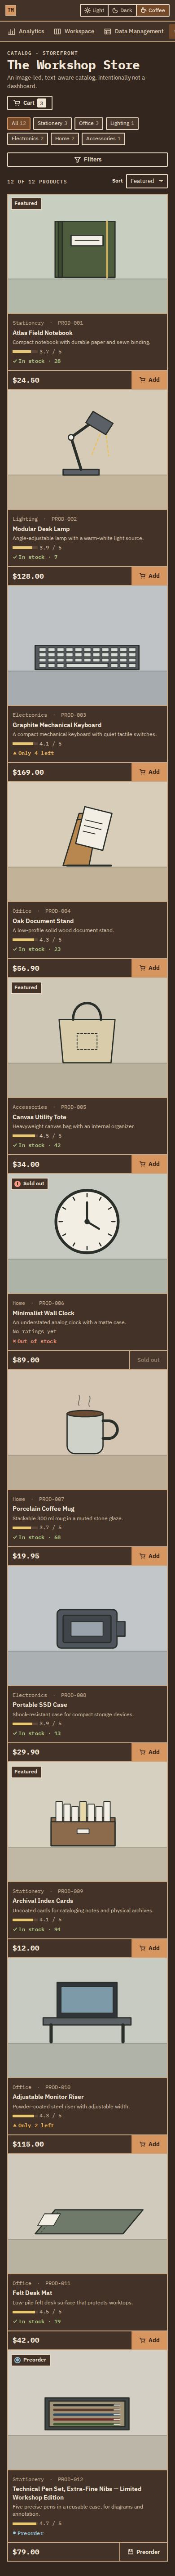 TR Light Dark Coffee
Analytics Workspace Data Management
CATALOG · STOREFRONT
The Workshop Store
An image-led, text-aware catalog, intentionally not a
dashboard.
Cart 3
All 12 Stationery 3 Office 3 Lighting 1
Electronics 2 Home 2 Accessories 1
Filters
12 OF 12 PRODUCTS Sort Featured
Featured
Stationery · PROD-001
Atlas Field Notebook
Compact notebook with durable paper and sewn binding.
3.7 / 5
In stock · 28
$24.50 Add
Lighting · PROD-002
Modular Desk Lamp
Angle-adjustable lamp with a warm-white light source.
3.9 / 5
In stock · 7
$128.00 Add
Electronics · PROD-003
Graphite Mechanical Keyboard
A compact mechanical keyboard with quiet tactile switches.
4.1 / 5
Only 4 left
$169.00 Add
Office · PROD-004
Oak Document Stand
A low-profile solid wood document stand.
4.3 / 5
In stock · 23
$56.90 Add
Featured
Accessories · PROD-005
Canvas Utility Tote
Heavyweight canvas bag with an internal organizer.
4.5 / 5
In stock · 42
$34.00 Add
Sold out
Home · PROD-006
Minimalist Wall Clock
An understated analog clock with a matte case.
No ratings yet
Out of stock
$89.00 Sold out
Home · PROD-007
Porcelain Coffee Mug
Stackable 300 ml mug in a muted stone glaze.
3.7 / 5
In stock · 68
$19.95 Add
Electronics · PROD-008
Portable SSD Case
Shock-resistant case for compact storage devices.
3.9 / 5
In stock · 13
$29.90 Add
Featured
Stationery · PROD-009
Archival Index Cards
Uncoated cards for cataloging notes and physical archives.
4.1 / 5
In stock · 94
$12.00 Add
Office · PROD-010
Adjustable Monitor Riser
Powder-coated steel riser with adjustable width.
4.3 / 5
Only 2 left
$115.00 Add
Office · PROD-011
Felt Desk Mat
Low-pile felt desk surface that protects worktops.
4.5 / 5
In stock · 19
$42.00 Add
Preorder
Stationery · PROD-012
Technical Pen Set, Extra-Fine Nibs — Limited
Workshop Edition
Five precise pens in a reusable case, for diagrams and
annotation.
4.7 / 5
Preorder
$79.00 Preorder